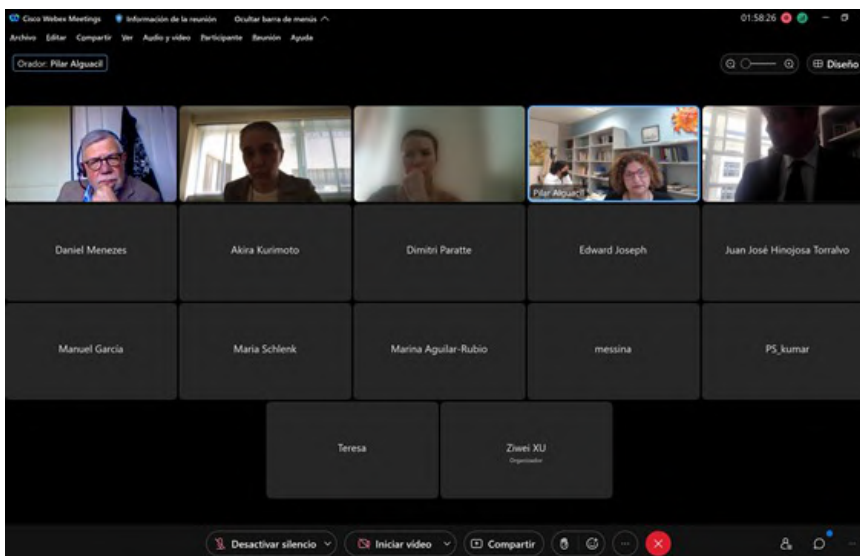 Cisco Webex Meetings Información de la reunión Ocultar barra de menús 01:58:26
Archivo Editar Compartir Ver Audio y vídeo Participante Reunión Ayuda
Orador: Pilar Alguacil Diseño
Pilar Alguacil
Daniel Menezes Akira Kurimoto Dimitri Paratte Edward Joseph Juan José Hinojosa Torralvo
Manuel García Maria Schlenk Marina Aguilar-Rubio messina PS_kumar
Teresa Ziwei XU
Organizador
Desactivar silencio Iniciar vídeo Compartir